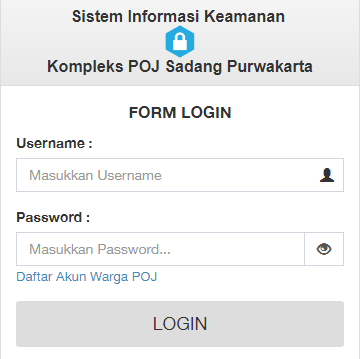 Sistem Informasi Keamanan
Kompleks POJ Sadang Purwakarta
FORM LOGIN
Username :
Masukkan Username
Password :
Masukkan Password...
Daftar Akun Warga POJ
LOGIN